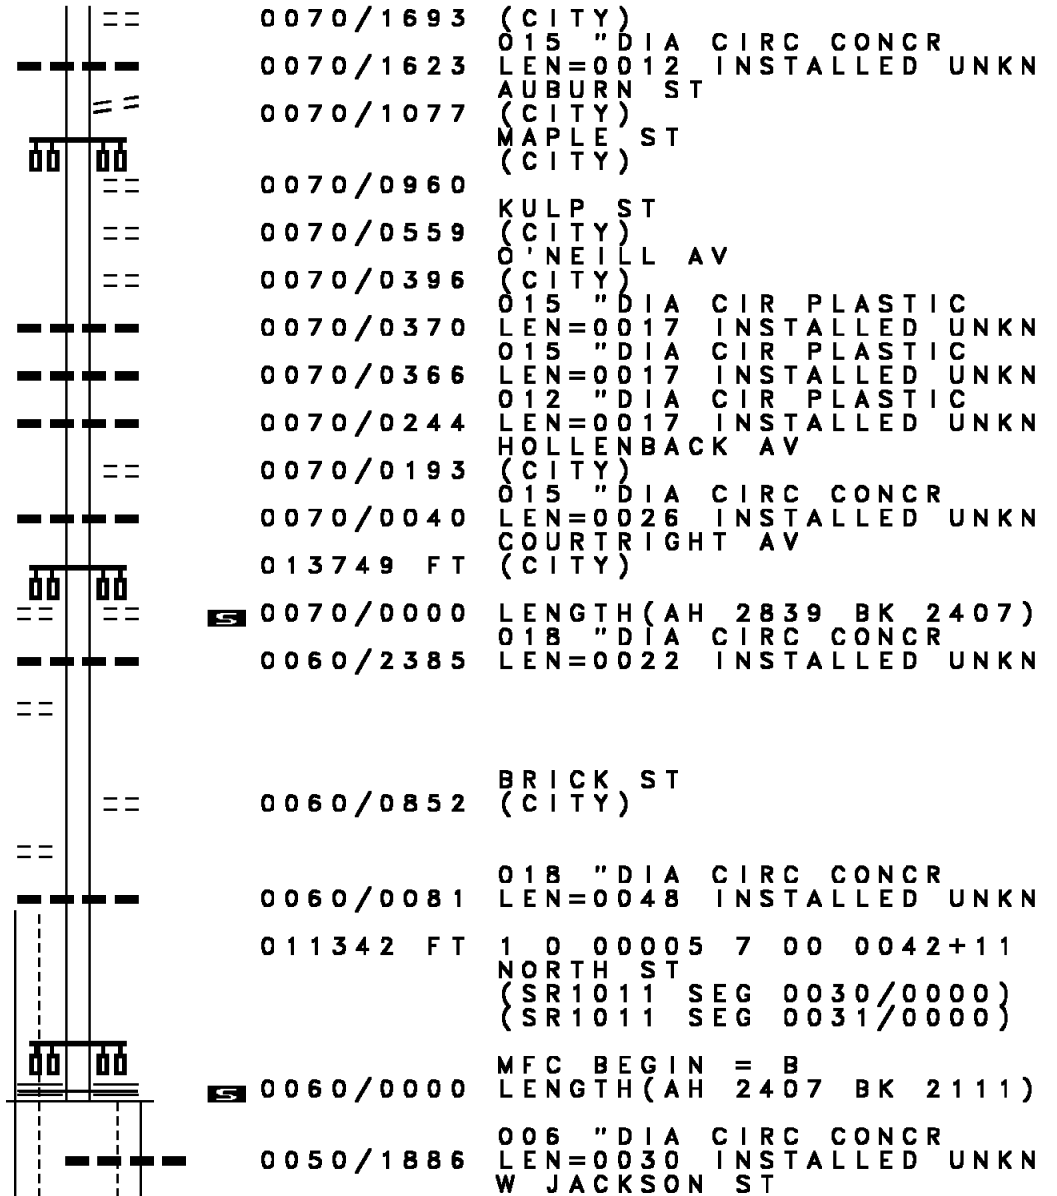 0070/1693 (CITY)
015 "DIA CIRC CONCR
0070/1623 LEN=0012 INSTALLED UNKN
AUBURN ST
0070/1077 (CITY)
MAPLE ST
(CITY)
0070/0960
KULP ST
0070/0559 (CITY)
O'NEILL AV
0070/0396 (CITY)
015 "DIA CIR PLASTIC
0070/0370 LEN=0017 INSTALLED UNKN
015 "DIA CIR PLASTIC
0070/0366 LEN=0017 INSTALLED UNKN
012 "DIA CIR PLASTIC
0070/0244 LEN=0017 INSTALLED UNKN
HOLLENBACK AV
0070/0193 (CITY)
015 "DIA CIRC CONCR
0070/0040 LEN=0026 INSTALLED UNKN
COURTRIGHT AV
013749 FT (CITY)
S 0070/0000 LENGTH(AH 2839 BK 2407)
018 "DIA CIRC CONCR
0060/2385 LEN=0022 INSTALLED UNKN
BRICK ST
0060/0852 (CITY)
018 "DIA CIRC CONCR
0060/0081 LEN=0048 INSTALLED UNKN
011342 FT 1 0 00005 7 00 0042+11
NORTH ST
(SR1011 SEG 0030/0000)
(SR1011 SEG 0031/0000)
MFC BEGIN = B
S 0060/0000 LENGTH(AH 2407 BK 2111)
006 "DIA CIRC CONCR
0050/1886 LEN=0030 INSTALLED UNKN
W JACKSON ST